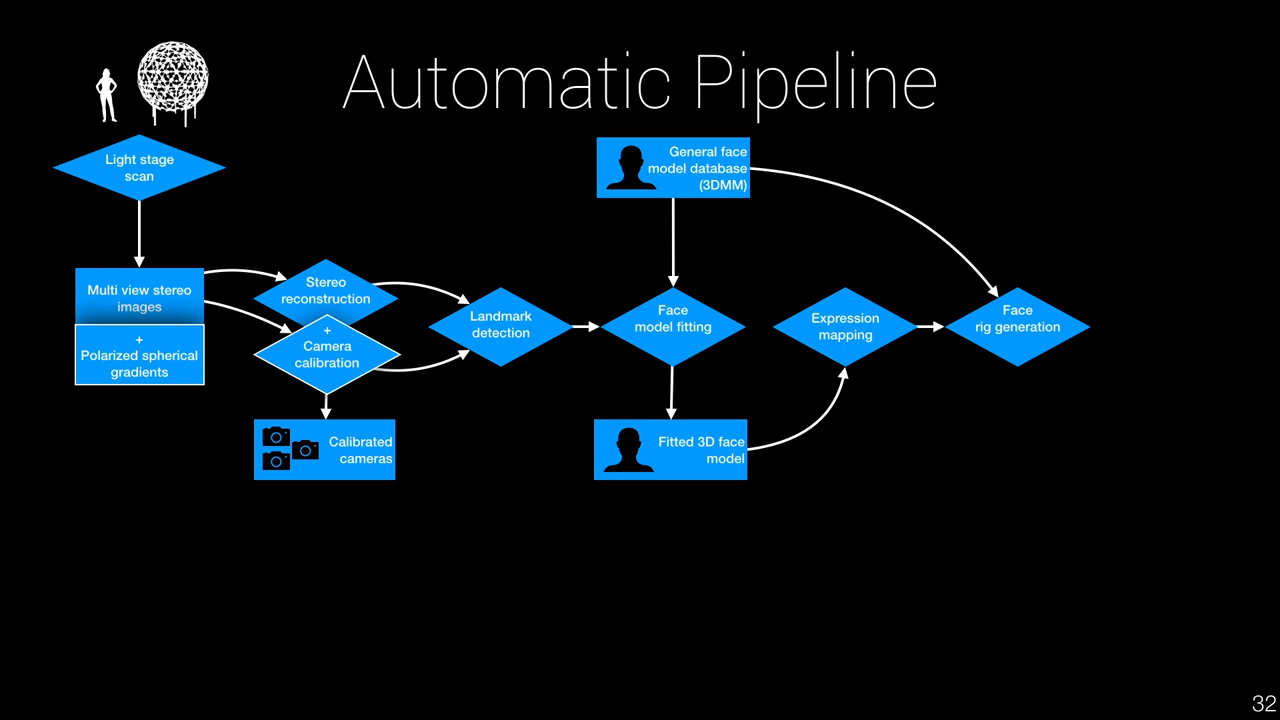 Automatic Pipeline
Light stage
scan
General face
model database
(3DMM)
Multi view stereo
images
+
Polarized spherical
gradients
Stereo
reconstruction
+
Camera
calibration
Landmark
detection
Face
model fitting
Expression
mapping
Face
rig generation
Calibrated
cameras
Fitted 3D face
model
32